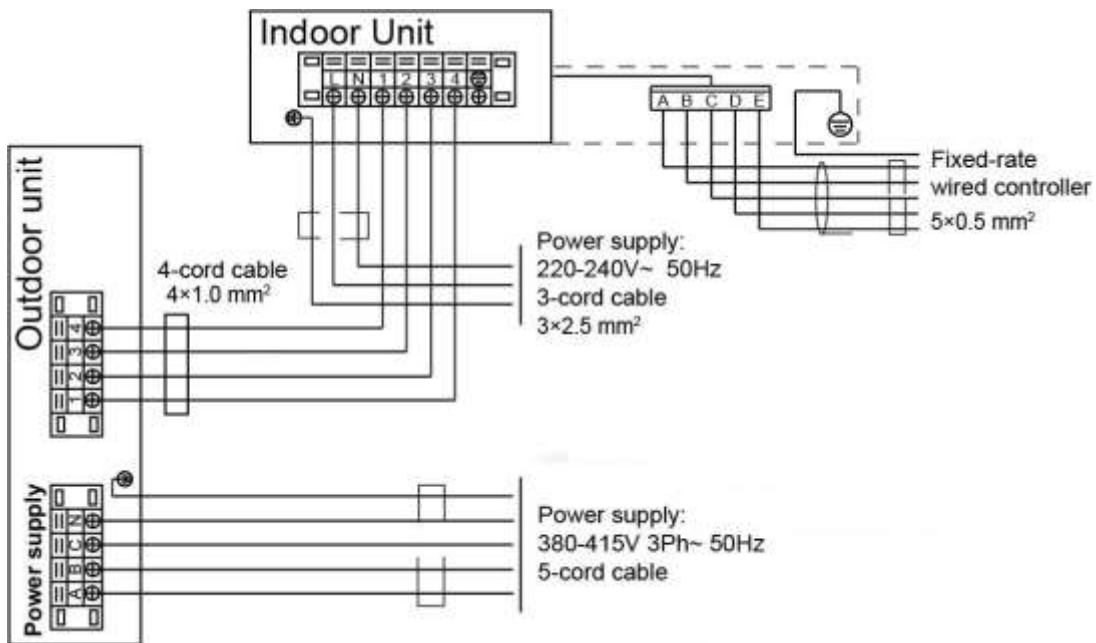 Indoor Unit
L N 1 2 3 4
A B C D E
Fixed-rate
wired controller
5×0.5 mm²
Outdoor unit
4-cord cable
4×1.0 mm²
Power supply:
220-240V~ 50Hz
3-cord cable
3×2.5 mm²
4
3
2
1
Power supply
N
C
B
A
Power supply:
380-415V 3Ph~ 50Hz
5-cord cable